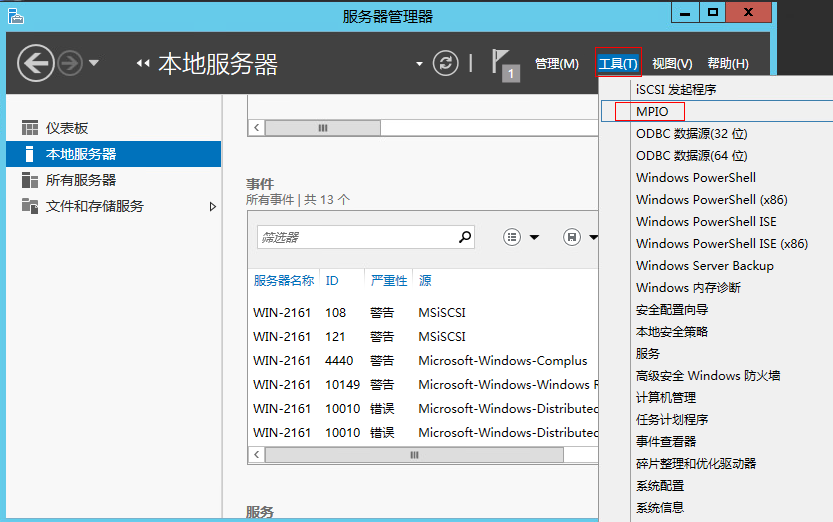 服务器管理器
本地服务器
1
管理(M)
工具(T)
视图(V)
帮助(H)
仪表板
本地服务器
所有服务器
文件和存储服务
事件
所有事件 | 共 13 个
筛选器
服务器名称 ID 严重性 源
WIN-2161 108 警告 MSiSCSI
WIN-2161 121 警告 MSiSCSI
WIN-2161 4440 警告 Microsoft-Windows-Complus
WIN-2161 10149 警告 Microsoft-Windows-Windows R
WIN-2161 10010 错误 Microsoft-Windows-Distributed
WIN-2161 10010 错误 Microsoft-Windows-Distributed
服务
iSCSI 发起程序
MPIO
ODBC 数据源(32 位)
ODBC 数据源(64 位)
Windows PowerShell
Windows PowerShell (x86)
Windows PowerShell ISE
Windows PowerShell ISE (x86)
Windows Server Backup
Windows 内存诊断
安全配置向导
本地安全策略
服务
高级安全 Windows 防火墙
计算机管理
任务计划程序
事件查看器
碎片整理和优化驱动器
系统配置
系统信息